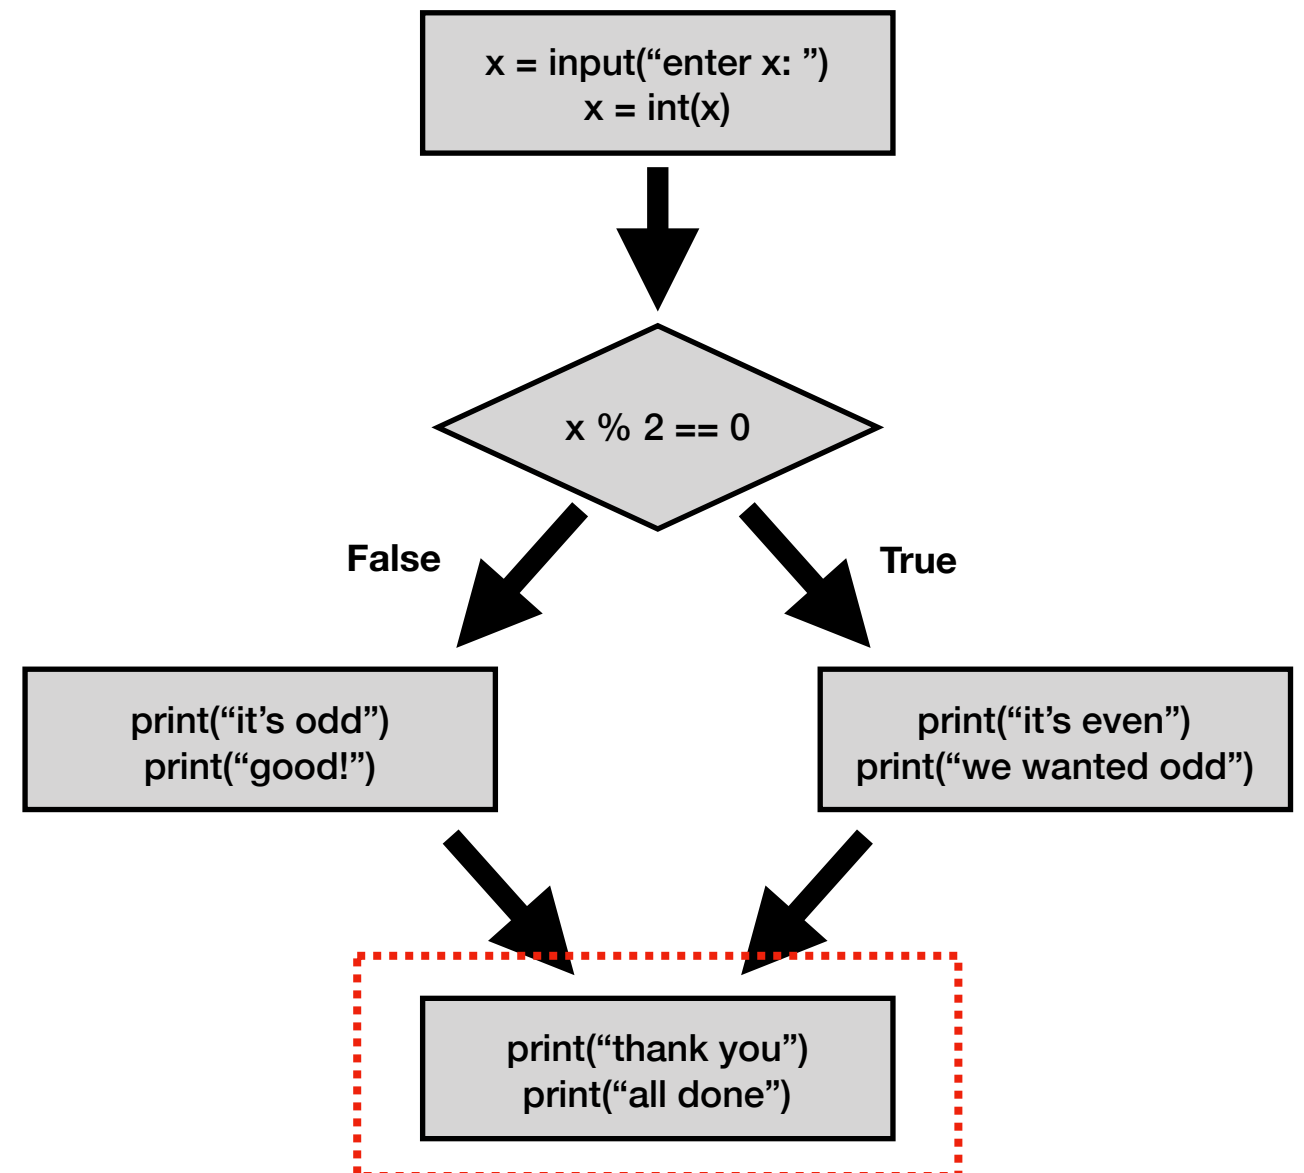 x = input(“enter x: ”)
x = int(x)
x % 2 == 0
False
True
print(“it’s odd”)
print(“good!”)
print(“it’s even”)
print(“we wanted odd”)
print(“thank you”)
print(“all done”)